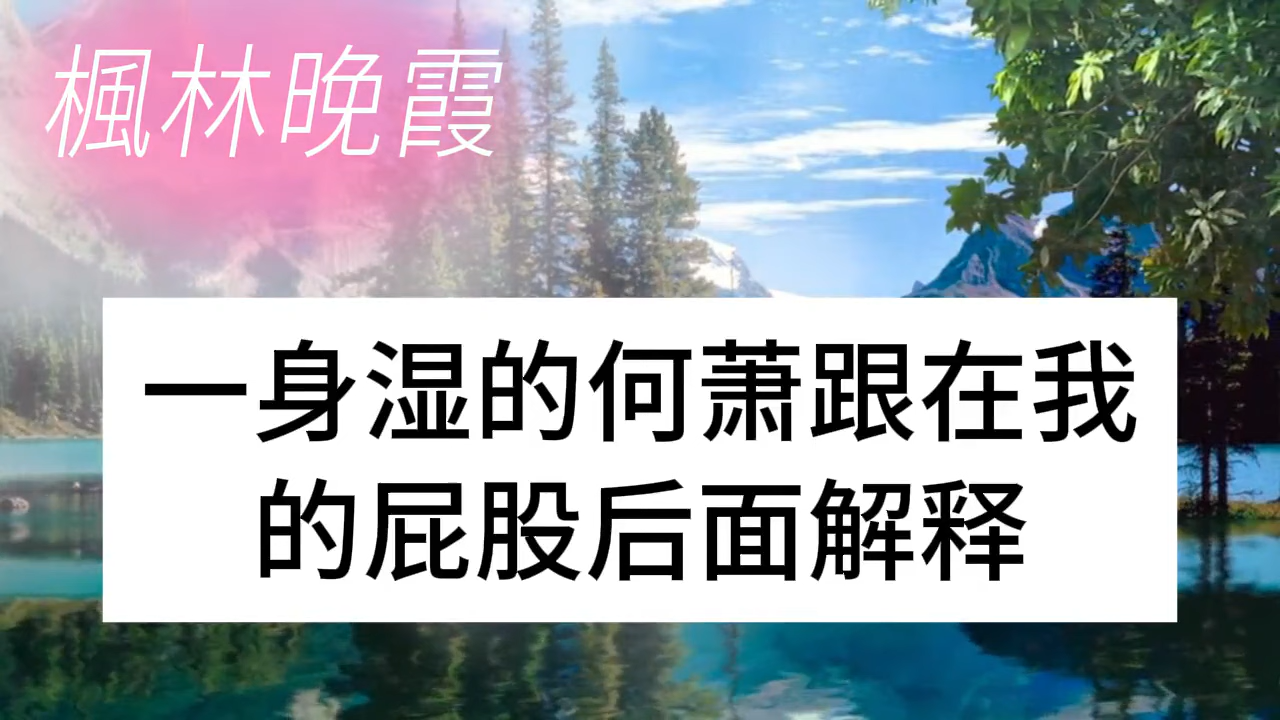 楓林晚霞
一身湿的何萧跟在我
的屁股后面解释